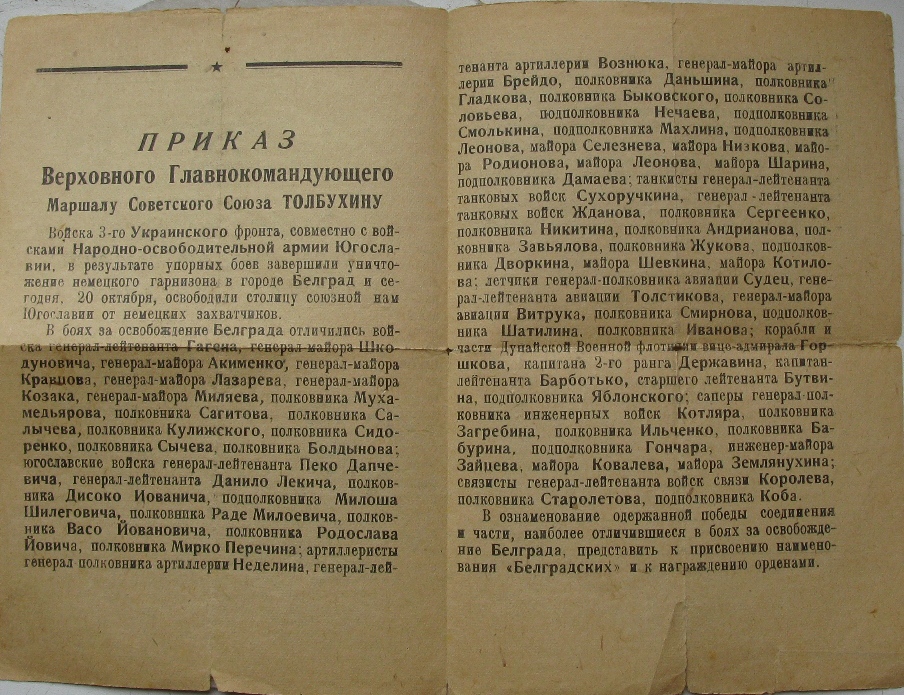 ПРИКАЗ
Верховного Главнокомандующего
Маршалу Советского Союза ТОЛБУХИНУ
Войска 3-го Украинского фронта, совместно с вой-
сками Народно-освободительной армии Югосла-
вии, в результате упорных боев завершили уничто-
жение немецкого гарнизона в городе Белград и се-
годня, 20 октября, освободили столицу союзной нам
Югославии от немецких захватчиков.
В боях за освобождение Белграда отличились вой-
ска генерал-лейтенанта Гагена, генерал-майора Шко-
дуновича, генерал-майора Акименко, генерал-майора
Кравцова, генерал-майора Лазарева, генерал-майора
Козака, генерал-майора Миляева, полковника Муха-
медьярова, полковника Сагитова, полковника Са-
лычева, полковника Кулижского, полковника Сидо-
ренко, полковника Сычева, полковника Болдынова;
югославские войска генерал-лейтенанта Пеко Дапче-
вича, генерал-лейтенанта Данило Лекича, полков-
ника Дисоко Иованича, подполковника Милоша
Шилеговича, полковника Раде Милоевича, полков-
ника Васо Йовановича, полковника Родослава
Йовича, полковника Мирко Перечина; артиллеристы
генерал полковника артиллерии Неделина, генерал-лей-
тенанта артиллерии Вознюка, генерал-майора артил-
лерии Брейдо, полковника Даньшина, полковника
Гладкова, полковника Быковского, полковника Со-
ловьева, подполковника Нечаева, подполковника
Смолькина, подполковника Махлина, подполковника
Леонова, майора Селезнева, майора Низкова, майо-
ра Родионова, майора Леонова, майора Шарина,
подполковника Дамаева; танкисты генерал-лейтенанта
танковых войск Сухоручкина, генерал-лейтенанта
танковых войск Жданова, полковника Сергеенко,
полковника Никитина, полковника Андрианова, пол-
ковника Завьялова, полковника Жукова, подполков-
ника Дворкина, майора Шевкина, майора Котило-
ва; летчики генерал-полковника авиации Судец, гене-
рал-лейтенанта авиации Толстикова, генерал-майора
авиации Витрука, полковника Смирнова, подполков-
ника Шатилина, полковника Иванова; корабли и
части Дунайской Военной флотилии вице-адмирала Гор-
шкова, капитана 2-го ранга Державина, капитан-
лейтенанта Барботько, старшего лейтенанта Бутви-
на, подполковника Яблонского; саперы генерал-пол-
ковника инженерных войск Котляра, полковника
Загребина, полковника Ильченко, полковника Ба-
бурина, подполковника Гончара, инженер-майора
Зайцева, майора Ковалева, майора Землянухина;
связисты генерал-лейтенанта войск связи Королева,
полковника Старолетова, подполковника Коба.
В ознаменование одержанной победы соединения
и части, наиболее отличившиеся в боях за освобожде-
ние Белграда, представить к присвоению наимено-
вания «Белградских» и к награждению орденами.